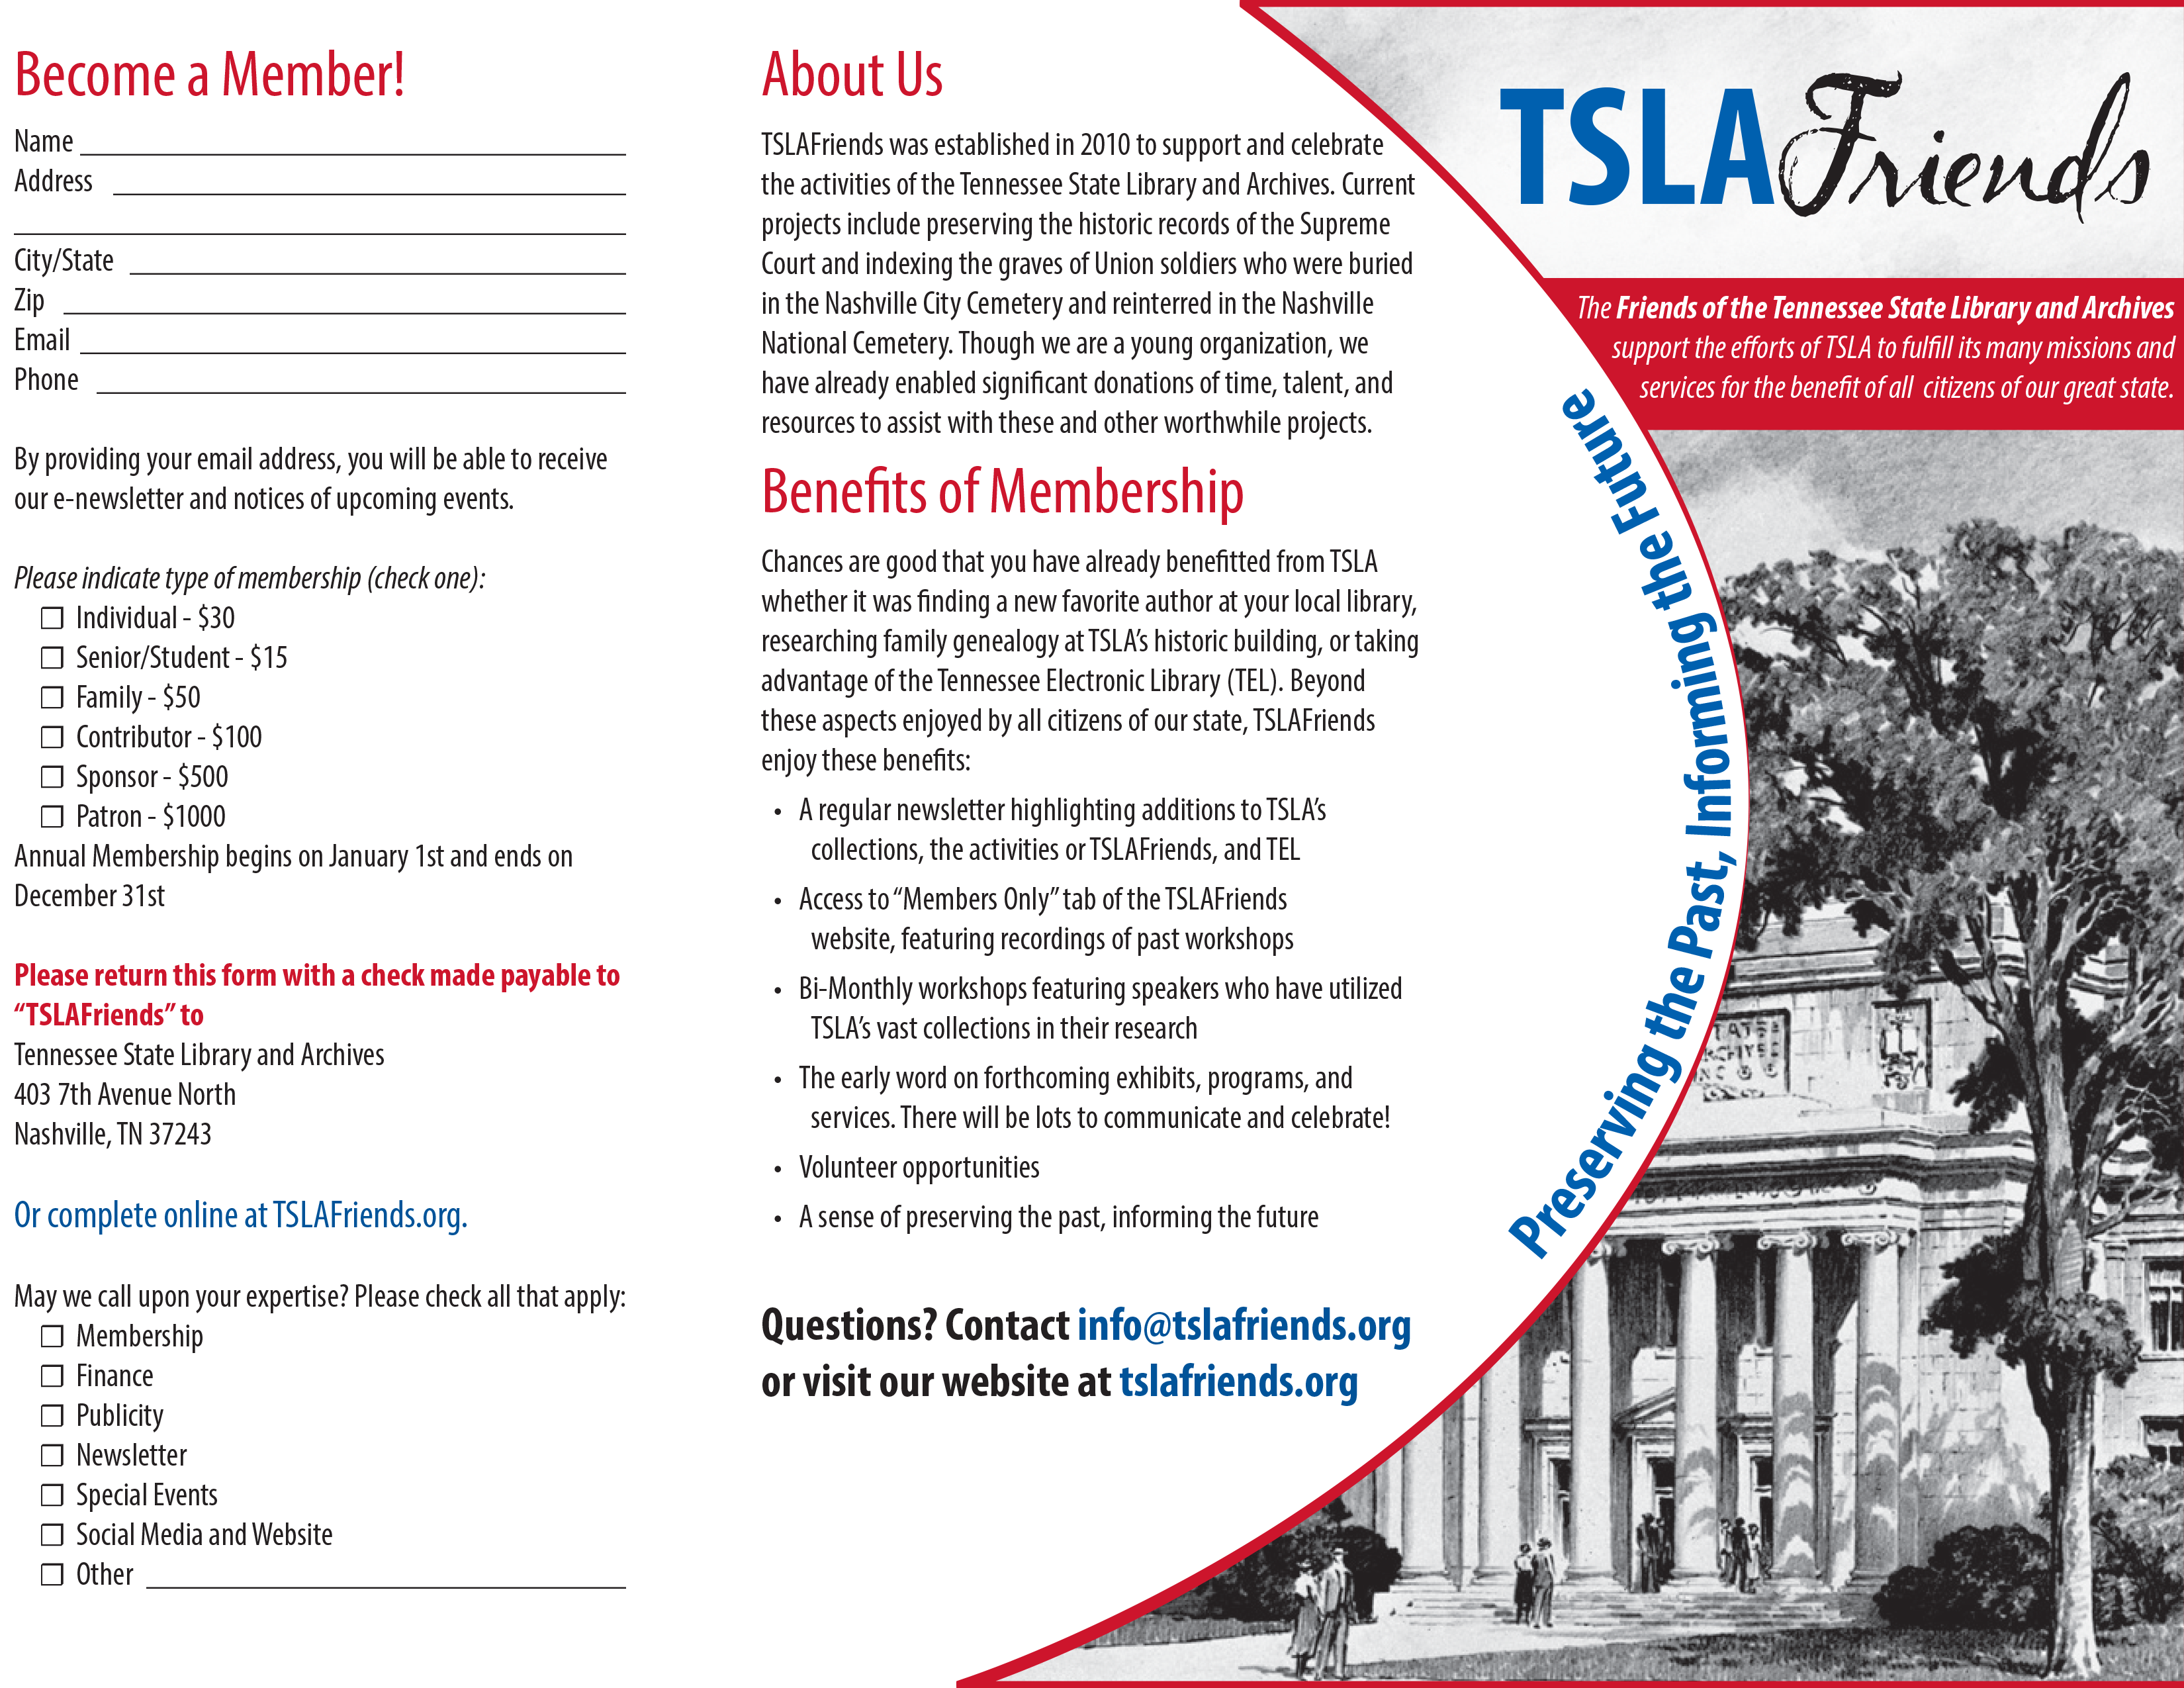 Become a Member!
Name
Address
City/State
Zip
Email
Phone
By providing your email address, you will be able to receive
our e-newsletter and notices of upcoming events.
Please indicate type of membership (check one):
❒ Individual - $30
❒ Senior/Student - $15
❒ Family - $50
❒ Contributor - $100
❒ Sponsor - $500
❒ Patron - $1000
Annual Membership begins on January 1st and ends on
December 31st
Please return this form with a check made payable to
“TSLAFriends” to
Tennessee State Library and Archives
403 7th Avenue North
Nashville, TN 37243
Or complete online at TSLAFriends.org.
May we call upon your expertise? Please check all that apply:
❒ Membership
❒ Finance
❒ Publicity
❒ Newsletter
❒ Special Events
❒ Social Media and Website
❒ Other
About Us
TSLAFriends was established in 2010 to support and celebrate
the activities of the Tennessee State Library and Archives. Current
projects include preserving the historic records of the Supreme
Court and indexing the graves of Union soldiers who were buried
in the Nashville City Cemetery and reinterred in the Nashville
National Cemetery. Though we are a young organization, we
have already enabled significant donations of time, talent, and
resources to assist with these and other worthwhile projects.
Benefits of Membership
Chances are good that you have already benefitted from TSLA
whether it was finding a new favorite author at your local library,
researching family genealogy at TSLA’s historic building, or taking
advantage of the Tennessee Electronic Library (TEL). Beyond
these aspects enjoyed by all citizens of our state, TSLAFriends
enjoy these benefits:
• A regular newsletter highlighting additions to TSLA’s
collections, the activities or TSLAFriends, and TEL
• Access to “Members Only” tab of the TSLAFriends
website, featuring recordings of past workshops
• Bi-Monthly workshops featuring speakers who have utilized
TSLA’s vast collections in their research
• The early word on forthcoming exhibits, programs, and
services. There will be lots to communicate and celebrate!
• Volunteer opportunities
• A sense of preserving the past, informing the future
Questions? Contact info@tslafriends.org
or visit our website at tslafriends.org
TSLAFriends
The Friends of the Tennessee State Library and Archives
support the efforts of TSLA to fulfill its many missions and
services for the benefit of all  citizens of our great state.
Preserving the Past, Informing the Future